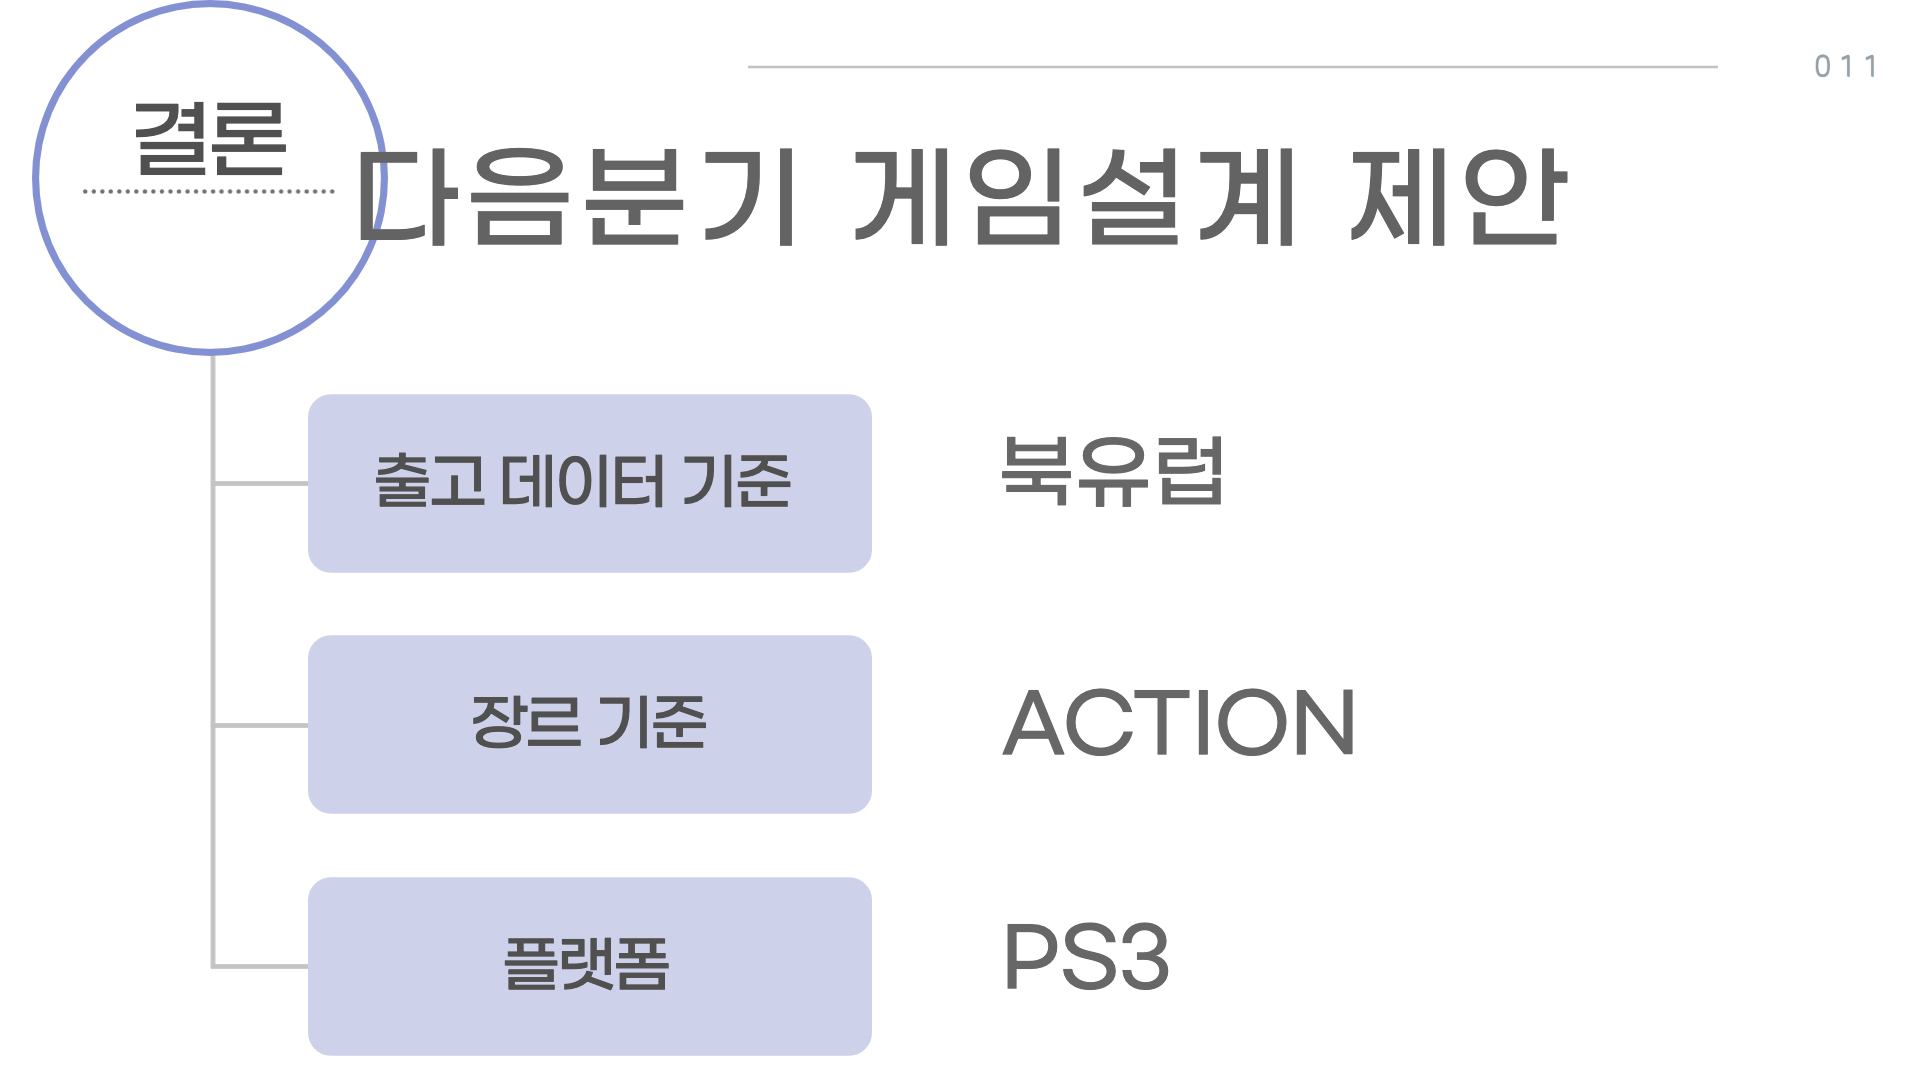 011
결론
다음분기 게임설계 제안
출고 데이터 기준
북유럽
장르 기준
ACTION
플랫폼
PS3